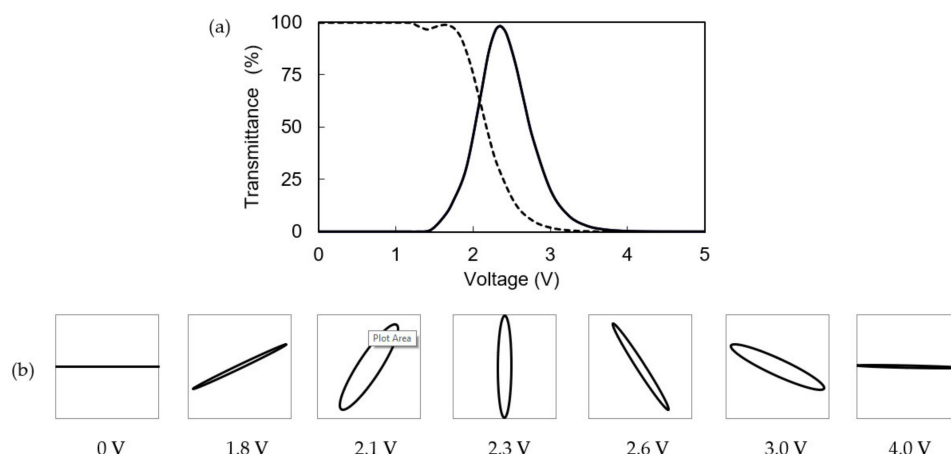 (a)
100
75
50
25
0
Transmittance (%)
0 1 2 3 4 5
Voltage (V)
(b)
Plot Area
0 V 1.8 V 2.1 V 2.3 V 2.6 V 3.0 V 4.0 V